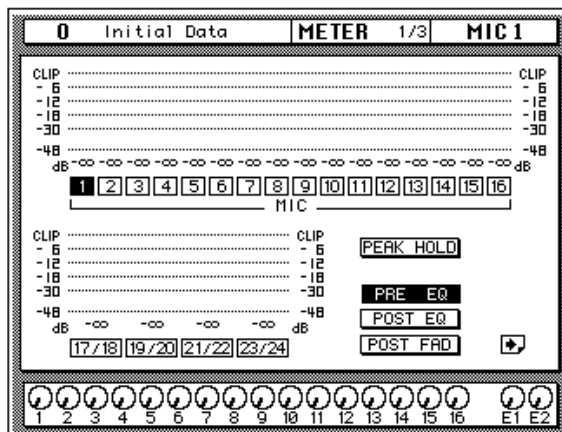 0 Initial Data METER 1/3 MIC 1
CLIP CLIP
- 6 - 6
-12 -12
-18 -18
-30 -30
-48 -48
dB -∞ -∞ -∞ -∞ -∞ -∞ -∞ -∞ -∞ -∞ -∞ -∞ -∞ -∞ -∞ -∞ dB
1 2 3 4 5 6 7 8 9 10 11 12 13 14 15 16
MIC
CLIP CLIP
- 6 - 6
-12 -12
-18 -18
-30 -30
-48 -48
dB -∞ -∞ -∞ -∞ dB
17/18 19/20 21/22 23/24
PEAK HOLD
PRE EQ
POST EQ
POST FAD
1 2 3 4 5 6 7 8 9 10 11 12 13 14 15 16 E1 E2